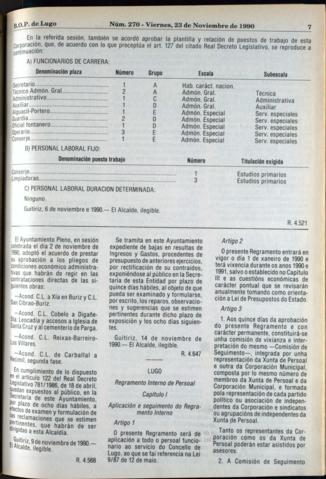 B.O.P. de Lugo
Núm. 270 - Viernes, 23 de Noviembre de 1990
7
En la referida sesión, también se acordó aprobar la plantilla y relación de puestos de trabajo de esta
Corporación; que, de acuerdo con lo que preceptúa el art. 127 del citado Real Decreto Legislativo, se reproduce a
continuación:
A) FUNCIONARIOS DE CARRERA:
Denominación plaza Número Grupo Escala Subescala
Secretario 1 A Hab. caráct. nacion.
Técnico Admón. Gral. 2 A Admón. Gral. Técnica
Administrativo 1 C Admón. Gral. Administrativa
Auxiliar 1 D Admón. Gral. Auxiliar
Alguacil-Portero 1 E Admón. Especial Serv. especiales
Guardia 2 D Admón. Especial Serv. especiales
Oficial fontanero 1 D Admón. Especial Serv. especiales
Operario 3 E Admón. Especial Serv. especiales
Conserje 1 E Admón. Especial Serv. especiales
B) PERSONAL LABORAL FIJO:
Denominación puesto trabajo Número Titulación exigida
Conserje 1 Estudios primarios
Limpiadoras 3 Estudios primarios
C) PERSONAL LABORAL DURACION DETERMINADA:
Ninguno.
Guitiriz, 6 de noviembre e 1990.— El Alcalde, ilegible.
R. 4.521
El Ayuntamiento Pleno, en sesión
celebrada el día 2 de noviembre de
1990, adoptó el acuerdo de prestar
su aprobación a los pliegos de
condiciones económico administra-
tivas que habrán de regir en las
contrataciones directas de las si-
guientes obras:
—Acond. C.L. a Xía en Buriz y C.L.
en Labrao-Buriz.
—Acond. C.L. Cobelo a Digaña-
Sta. Leocadia y accesos a Iglesia de
Santa Cruz y al cementerio de Parga.
—Acond. C.L. Reixas-Barreiro-
Los Villares.
—Acond. C.L. de Carballal a
Becimil, segunda fase.
En cumplimiento de lo dispuesto
en el artículo 122 del Real Decreto
Legislativo 781/1986, de 18 de abril,
quedan expuestos al público, en la
secretaría de este Ayuntamiento,
por plazo de ocho días hábiles, a
efectos de examen y formulación de
las reclamaciones que se estimen
pertinentes, que habrán de ser
dirigidas a esta Alcaldía.
Guitiriz, 9 de noviembre de 1990.—
El Alcalde, ilegible.
R. 4.568
Se tramita en este Ayuntamiento
expediente de bajas en resultas de
Ingresos y Gastos, procedentes de
presupuestos de anteriores ejercicios,
por rectificación de su contraídos,
exponiéndose al público en la Secre-
taría de esta Entidad por plazo de
quince días hábiles, al objeto de que
pueda ser examinado y formularse,
por escrito, los reparos, observacio-
nes y sugerencias que se estimen
pertinentes durante dicho plazo de
exposición y los ocho días siguien-
tes.
Guitiriz, 14 de noviembre de
1990.— El Alcalde, ilegible.
R. 4.647
LUGO
Regramento Interno de Persoal
Capítulo I
Aplicación e seguimiento do Regra-
mento Interno
Artigo 1
O presente Regramento será de
aplicación a todo o persoal funcio-
nario ao servicio do Concello de
Lugo, ao que se fai referencia na Lei
9/87 de 12 de maio.
Artigo 2
O presente Regramento entrará en
vigor o día 1 de xaneiro de 1990 e
terá vixencia durante os anos 1990 e
1991, salvo o establecido no Capítulo
III e as cuestións económicas de
carácter pontual que se revisarán
anualmente tomando como orienta-
ción a Lei de Presupostos do Estado.
Artigo 3
1. Aos quince días da aprobación
do presente Regramento e con
carácter permanente, constituirá-se
unha comisión de vixiancia e inter-
pretación do mesmo —Comisión de
Seguimento—, integrada por unha
representación da Xunta de Persoal
e outra da Corporación Municipal,
composta por lo mesmo número de
membros da Xunta de Persoal e da
Corporación Municipal, e formada
pola representación de cada partido
político ou asociación de indepen-
dentes da Corporación e sindicatos
ou agrupacións de independentes da
Xunta de Persoal.
Tanto os representantes da Cor-
poración como os da Xunta de
Persoal poderán estar asistidos por
asesores.
2. A Comisión de Seguimento